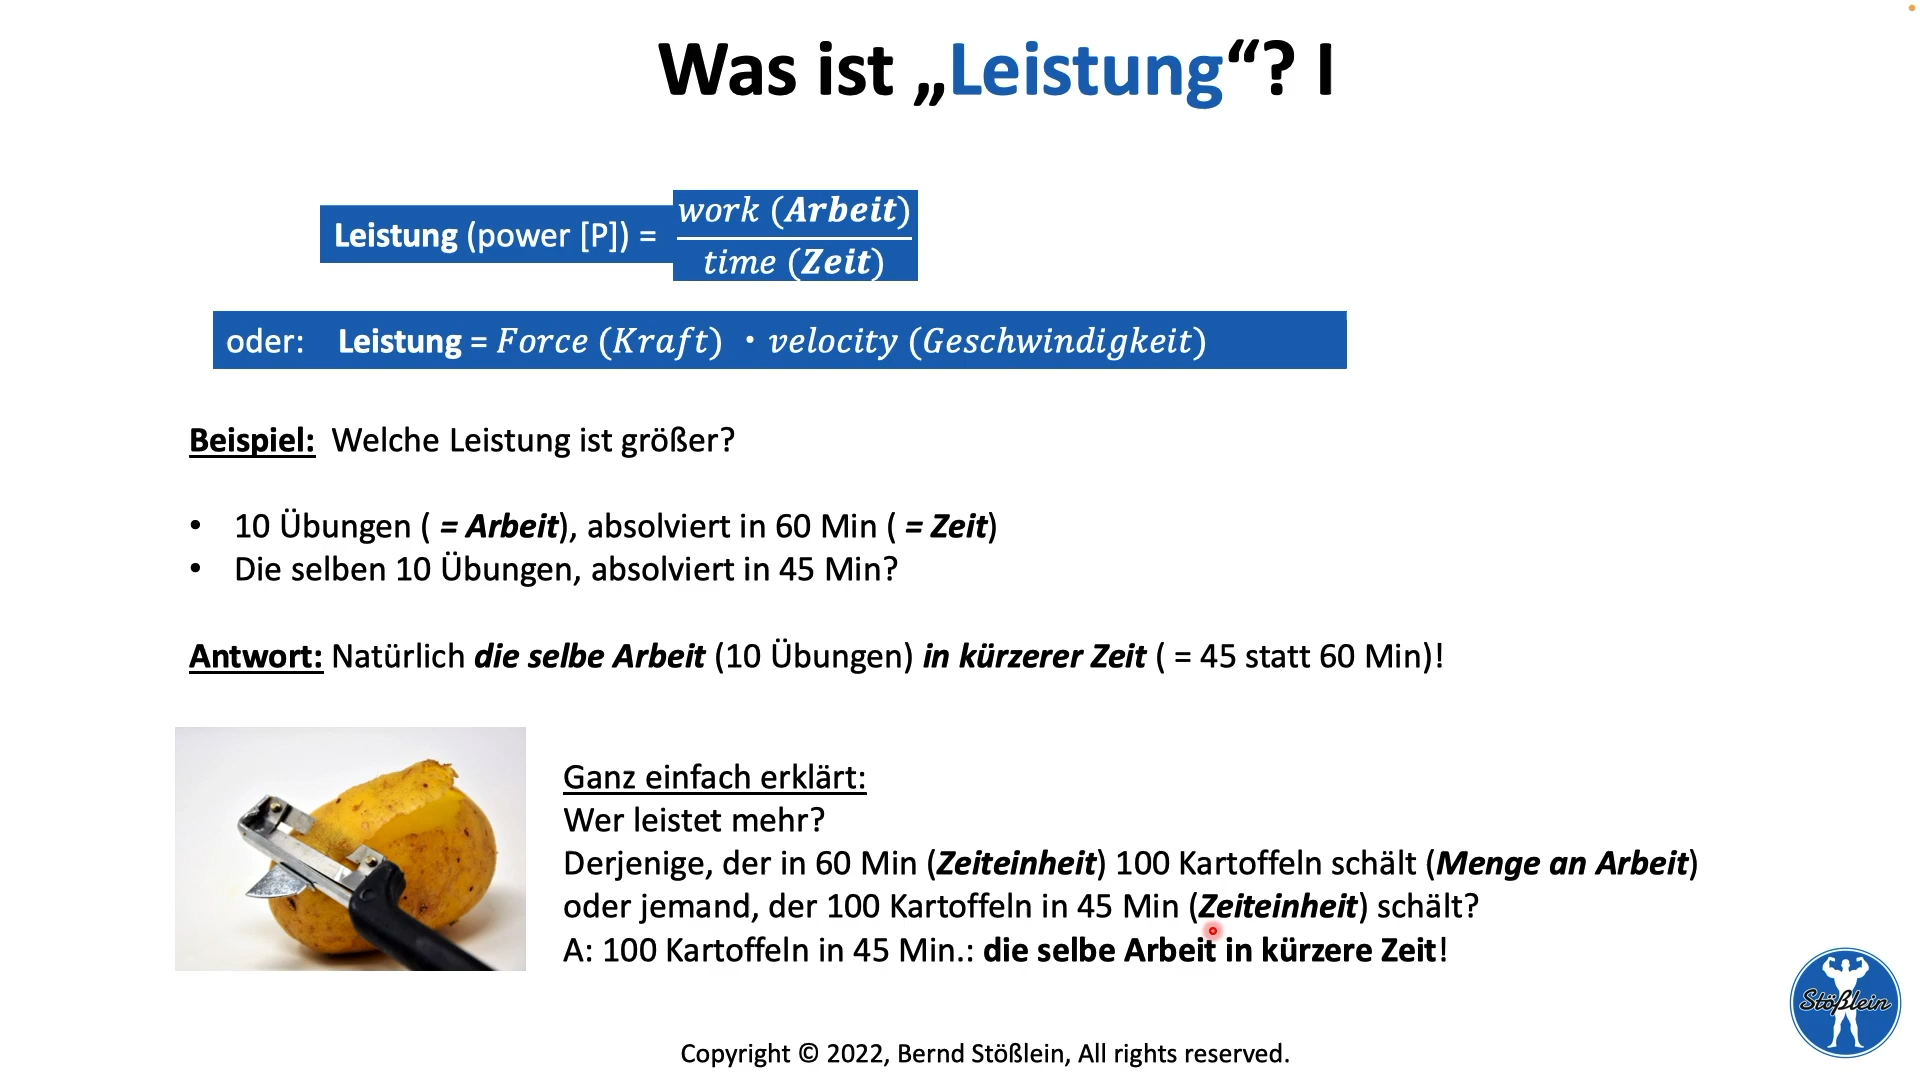 Was ist „Leistung“? I
Leistung (power [P]) = work (Arbeit)
time (Zeit)
oder: Leistung = Force (Kraft) · velocity (Geschwindigkeit)
Beispiel: Welche Leistung ist größer?
• 10 Übungen ( = Arbeit), absolviert in 60 Min ( = Zeit)
• Die selben 10 Übungen, absolviert in 45 Min?
Antwort: Natürlich die selbe Arbeit (10 Übungen) in kürzerer Zeit ( = 45 statt 60 Min)!
Ganz einfach erklärt:
Wer leistet mehr?
Derjenige, der in 60 Min (Zeiteinheit) 100 Kartoffeln schält (Menge an Arbeit)
oder jemand, der 100 Kartoffeln in 45 Min (Zeiteinheit) schält?
A: 100 Kartoffeln in 45 Min.: die selbe Arbeit in kürzere Zeit!
Stößlein
Copyright © 2022, Bernd Stößlein, All rights reserved.